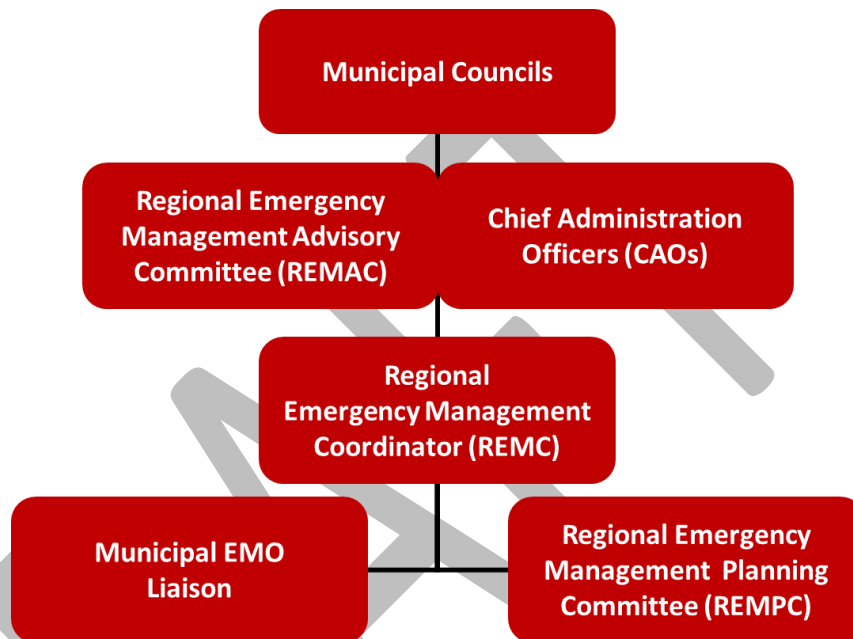 Municipal Councils
Regional Emergency
Management Advisory
Committee (REMAC)
Chief Administration
Officers (CAOs)
Regional
Emergency Management
Coordinator (REMC)
Municipal EMO
Liaison
Regional Emergency
Management Planning
Committee (REMPC)